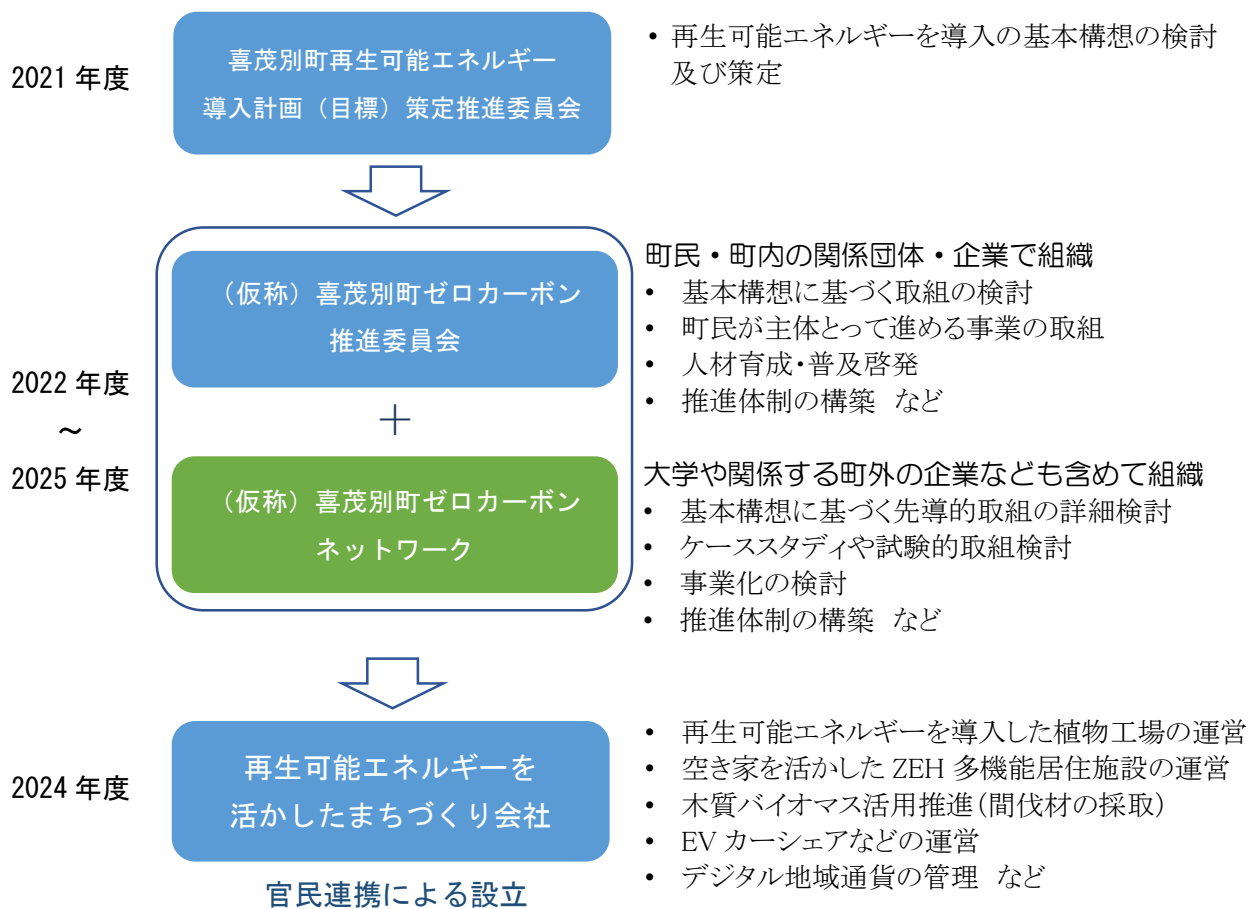 2021 年度
喜茂別町再生可能エネルギー
導入計画（目標）策定推進委員会
• 再生可能エネルギーを導入の基本構想の検討
及び策定
2022 年度
～
2025 年度
（仮称）喜茂別町ゼロカーボン
推進委員会
町民・町内の関係団体・企業で組織
• 基本構想に基づく取組の検討
• 町民が主体とって進める事業の取組
• 人材育成・普及啓発
• 推進体制の構築 など
＋
（仮称）喜茂別町ゼロカーボン
ネットワーク
大学や関係する町外の企業なども含めて組織
• 基本構想に基づく先導的取組の詳細検討
• ケーススタディや試験的取組検討
• 事業化の検討
• 推進体制の構築 など
2024 年度
再生可能エネルギーを
活かしたまちづくり会社
官民連携による設立
• 再生可能エネルギーを導入した植物工場の運営
• 空き家を活かした ZEH 多機能居住施設の運営
• 木質バイオマス活用推進（間伐材の採取）
• EV カーシェアなどの運営
• デジタル地域通貨の管理 など